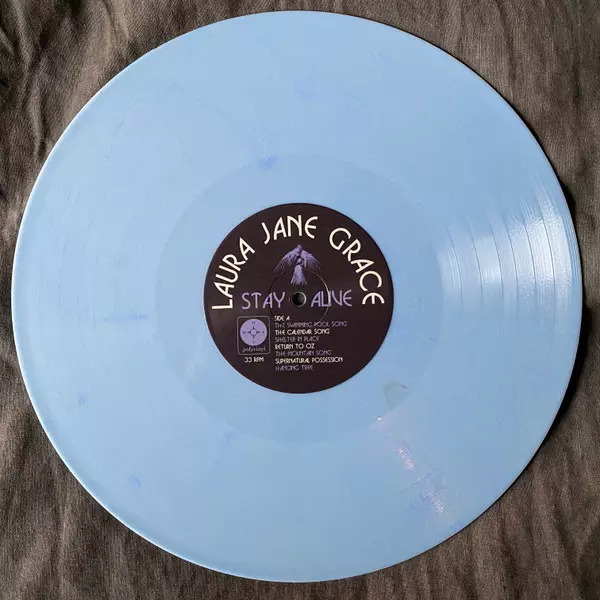 LAURA JANE GRACE
STAY ALIVE
SIDE A
THE SWIMMING POOL SONG
THE CALENDAR SONG
SHELTER IN PLACE
RETURN TO OZ
THE MOUNTAIN SONG
SUPERNATURAL POSSESSION
HANGING TREE
polyvinyl
33 RPM